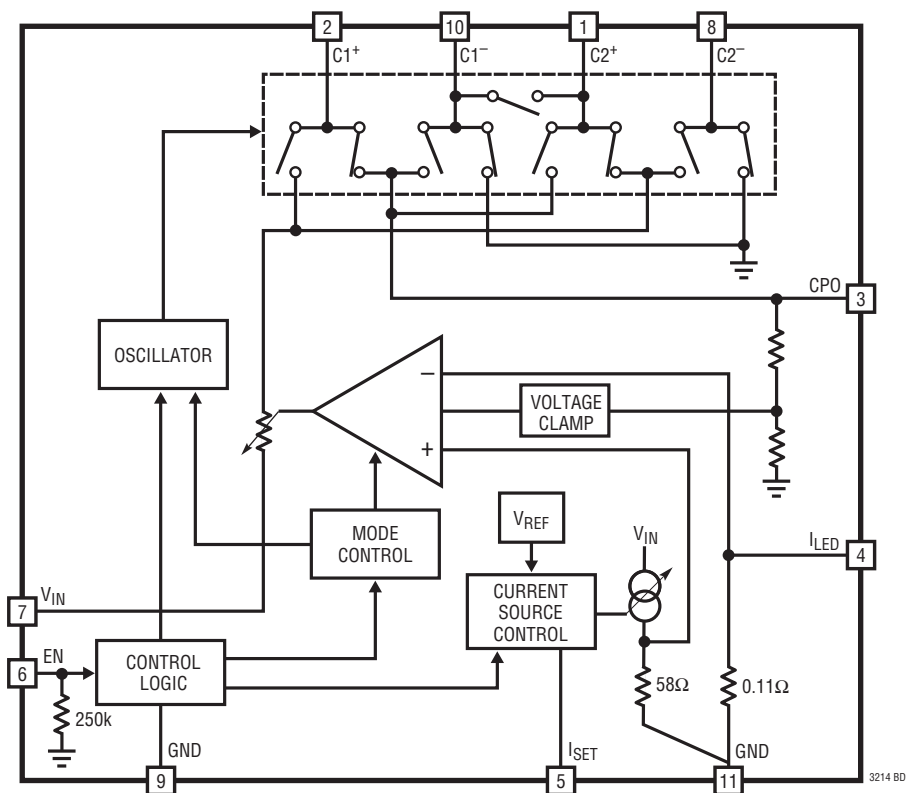 2
10
1
8
C1+
C1−
C2+
C2−
CPO
3
OSCILLATOR
−
VOLTAGE
CLAMP
+
VREF
MODE
CONTROL
VIN
ILED
4
CURRENT
SOURCE
CONTROL
7
VIN
6
EN
CONTROL
LOGIC
250k
58Ω
0.11Ω
GND
ISET
GND
9
5
11
3214 BD